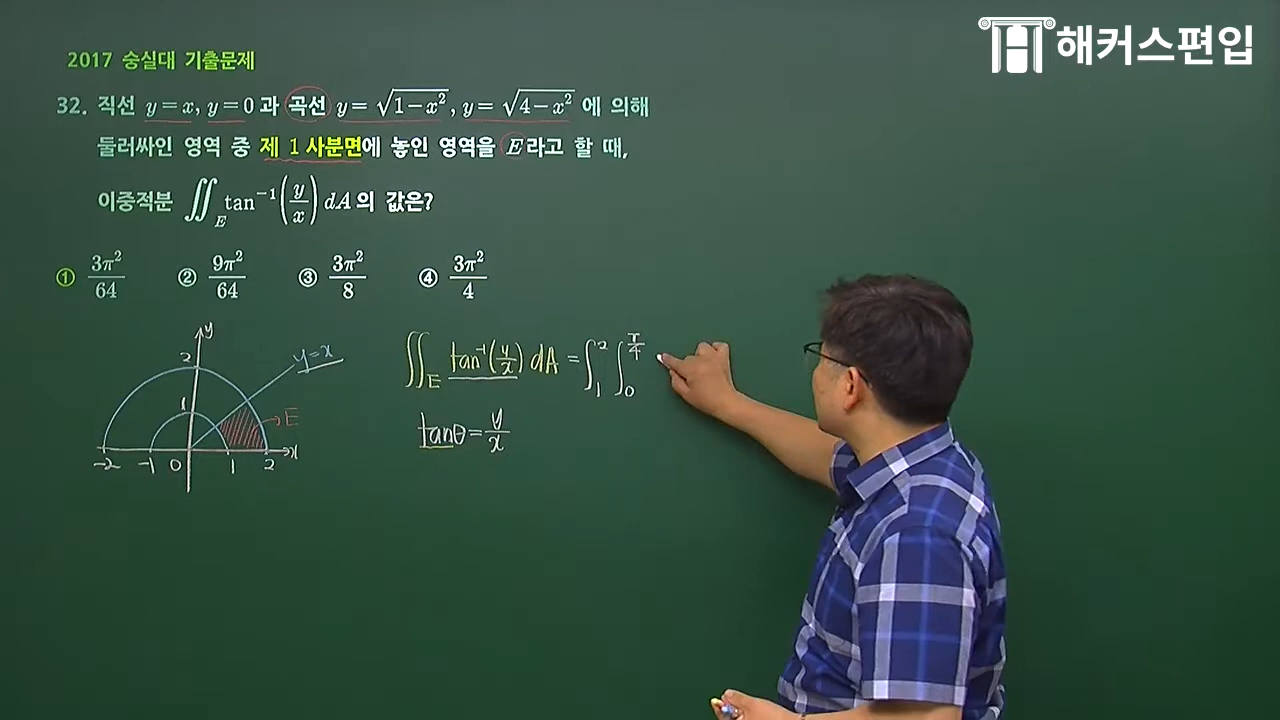 해커스편입
2017 숭실대 기출문제
32. 직선 y=x, y=0 과 곡선 y=√(1-x²), y=√(4-x²) 에 의해
둘러싸인 영역 중 제 1 사분면에 놓인 영역을 E라고 할 때,
이중적분 ∬_E tan⁻¹(y/x) dA의 값은?
① 3π²/64 ② 9π²/64 ③ 3π²/8 ④ 3π²/4
y
2
y=x
1
E
-2 -1 0 1 2 x
∬_E tan⁻¹(y/x) dA = ∫₁² ∫₀^(π/4)
tanθ = y/x